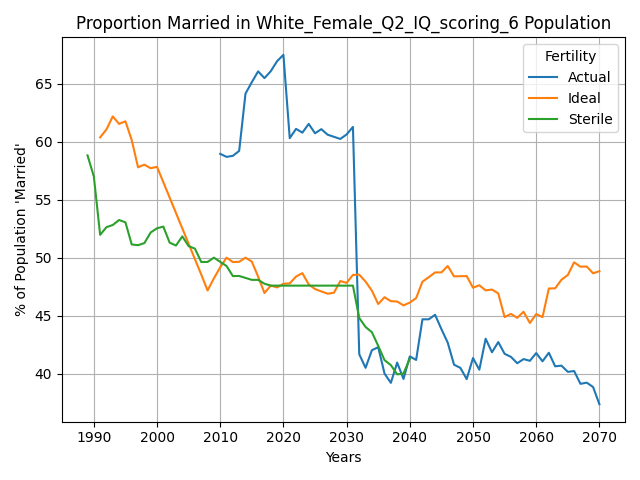 Proportion Married in White_Female_Q2_IQ_scoring_6 Population
Fertility
Actual
Ideal
Sterile
% of Population 'Married'
65
60
55
50
45
40
1990 2000 2010 2020 2030 2040 2050 2060 2070
Years